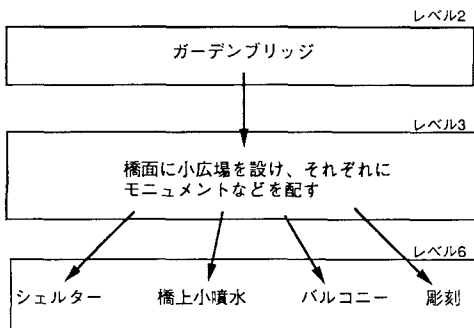 レベル2
ガーデンブリッジ
レベル3
橋面に小広場を設け、それぞれに
モニュメントなどを配す
レベル6
シェルター 橋上小噴水 バルコニー 彫刻